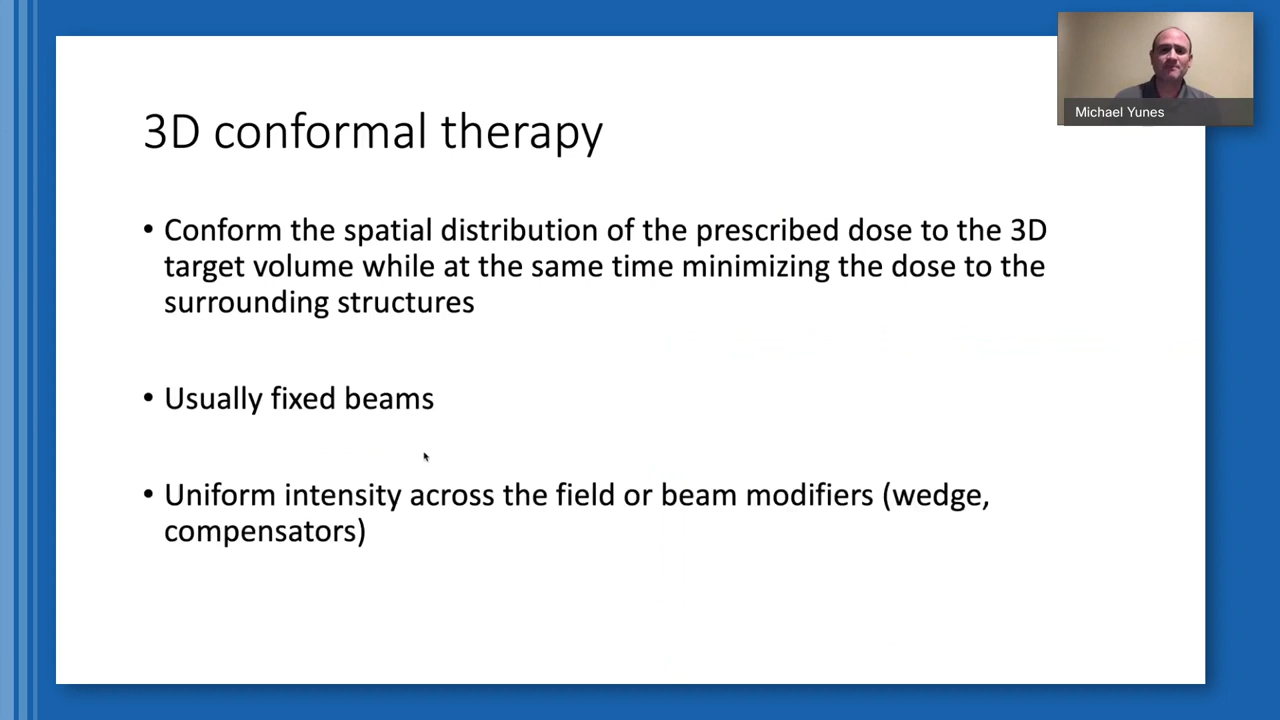 3D conformal therapy
• Conform the spatial distribution of the prescribed dose to the 3D
target volume while at the same time minimizing the dose to the
surrounding structures
• Usually fixed beams
• Uniform intensity across the field or beam modifiers (wedge,
compensators)
Michael Yunes